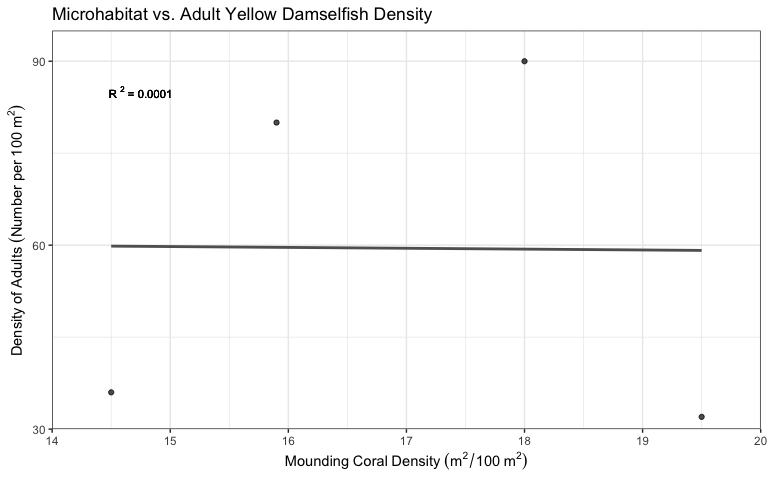 Microhabitat vs. Adult Yellow Damselfish Density
R² = 0.0001
Density of Adults (Number per 100 m²)
90
60
30
14 15 16 17 18 19 20
Mounding Coral Density (m²/100 m²)